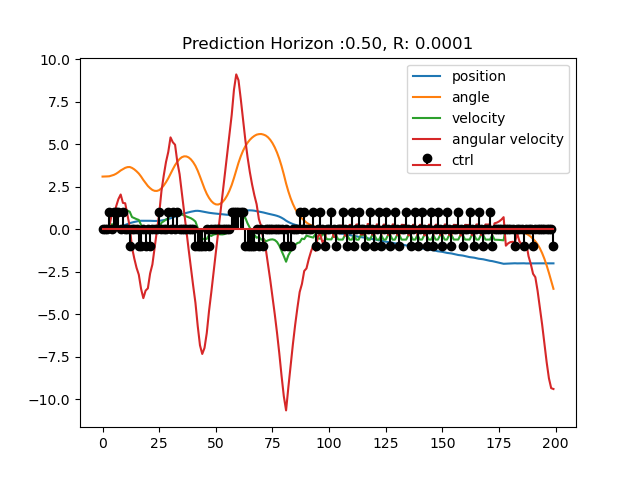 Prediction Horizon :0.50, R: 0.0001
position
angle
velocity
angular velocity
ctrl
10.0
7.5
5.0
2.5
0.0
−2.5
−5.0
−7.5
−10.0
0 25 50 75 100 125 150 175 200